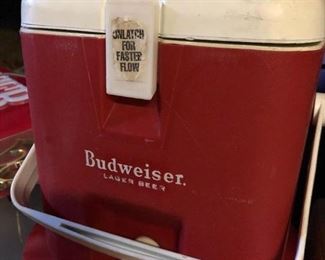 UNLATCH
FOR
FASTER
FLOW
Budweiser.
LAGER BEER